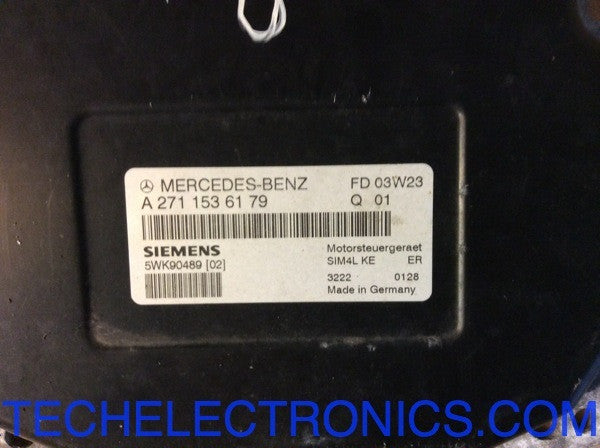 MERCEDES-BENZ FD 03W23
A 271 153 61 79 Q 01
SIEMENS Motorsteuergeraet
5WK90489 [02] SIM4L KE ER
3222 0128
Made in Germany
TECHELECTRONICS.COM